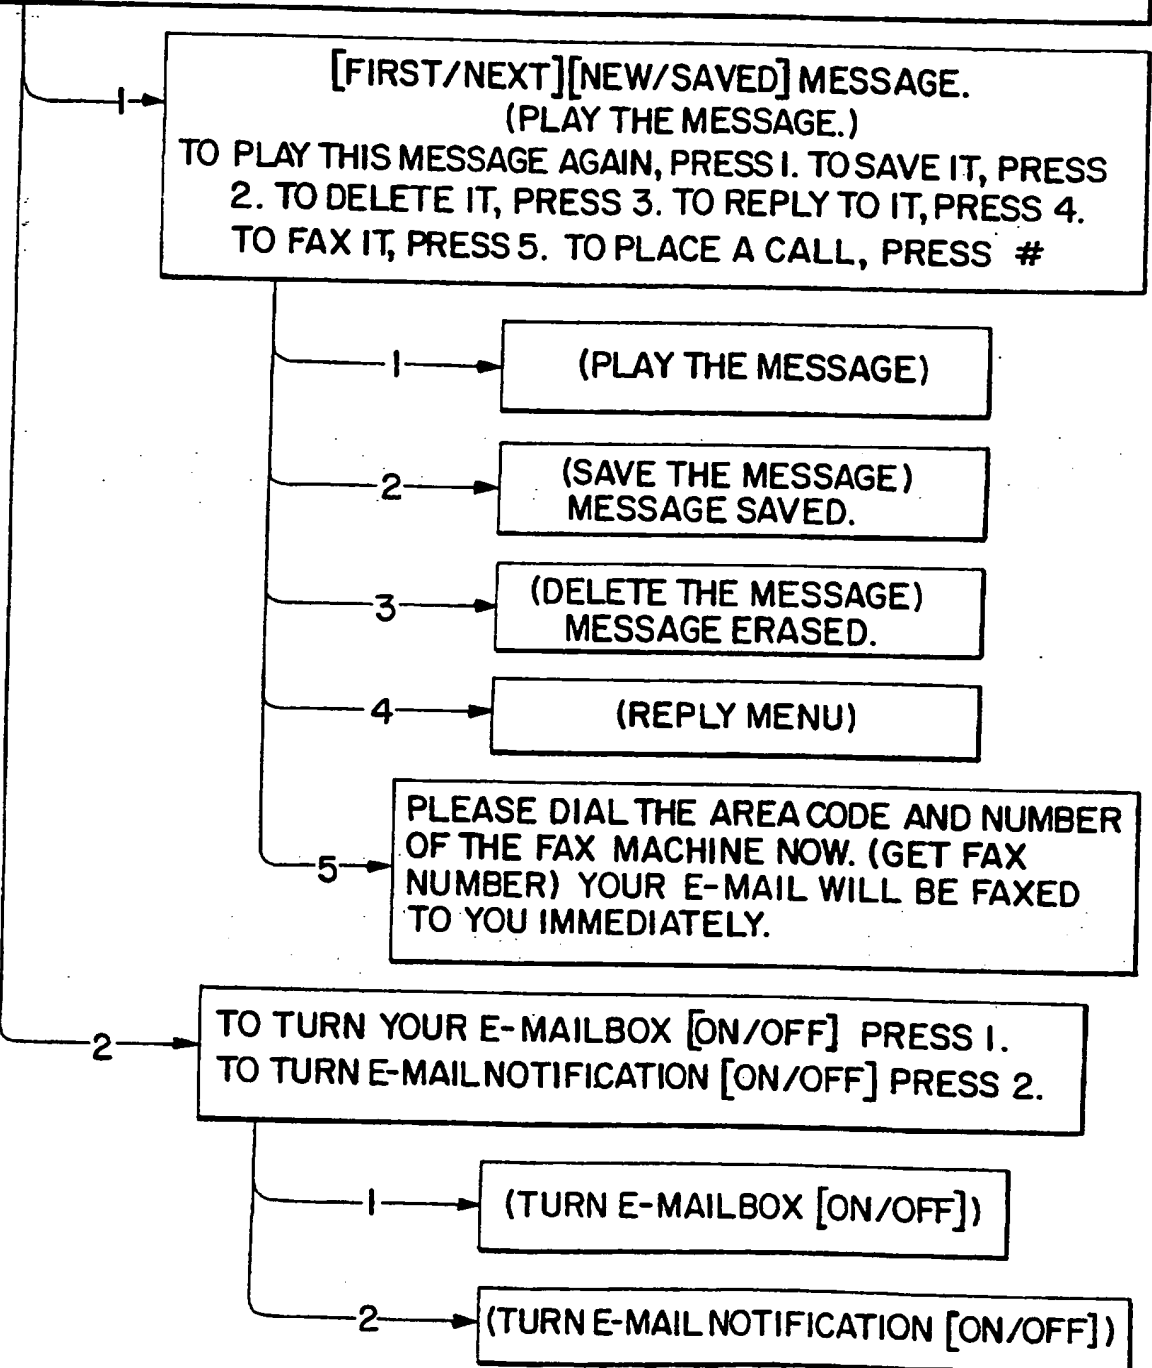 1
[FIRST/NEXT][NEW/SAVED] MESSAGE.
(PLAY THE MESSAGE.)
TO PLAY THIS MESSAGE AGAIN, PRESS 1. TO SAVE IT, PRESS
2. TO DELETE IT, PRESS 3. TO REPLY TO IT, PRESS 4.
TO FAX IT, PRESS 5. TO PLACE A CALL, PRESS #
1
(PLAY THE MESSAGE)
2
(SAVE THE MESSAGE)
MESSAGE SAVED.
3
(DELETE THE MESSAGE)
MESSAGE ERASED.
4
(REPLY MENU)
5
PLEASE DIAL THE AREA CODE AND NUMBER
OF THE FAX MACHINE NOW. (GET FAX
NUMBER) YOUR E-MAIL WILL BE FAXED
TO YOU IMMEDIATELY.
2
TO TURN YOUR E-MAILBOX [ON/OFF] PRESS 1.
TO TURN E-MAIL NOTIFICATION [ON/OFF] PRESS 2.
1
(TURN E-MAILBOX [ON/OFF])
2
(TURN E-MAIL NOTIFICATION [ON/OFF])